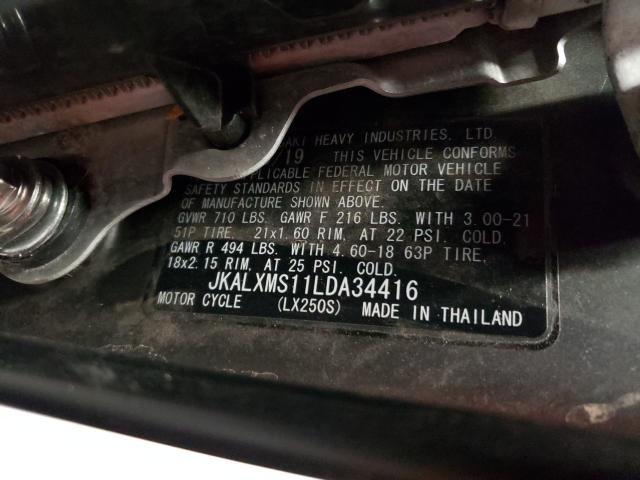 HEAVY INDUSTRIES, LTD.
/19 THIS VEHICLE CONFORMS
APPLICABLE FEDERAL MOTOR VEHICLE
SAFETY STANDARDS IN EFFECT ON THE DATE
OF MANUFACTURE SHOWN ABOVE.
GVWR 710 LBS. GAWR F 216 LBS. WITH 3.00-21
51P TIRE, 21x1.60 RIM, AT 22 PSI. COLD.
GAWR R 494 LBS. WITH 4.60-18 63P TIRE,
18x2.15 RIM, AT 25 PSI. COLD.
JKALXMS11LDA34416
MOTOR CYCLE (LX250S) MADE IN THAILAND